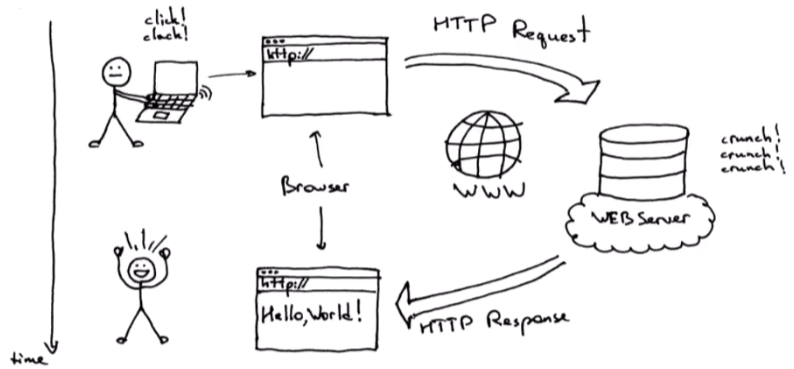 click!
clack!
http://
HTTP Request
WWW
crunch!
crunch!
crunch!
WEB Server
Browser
http://
Hello, World!
HTTP Response
time